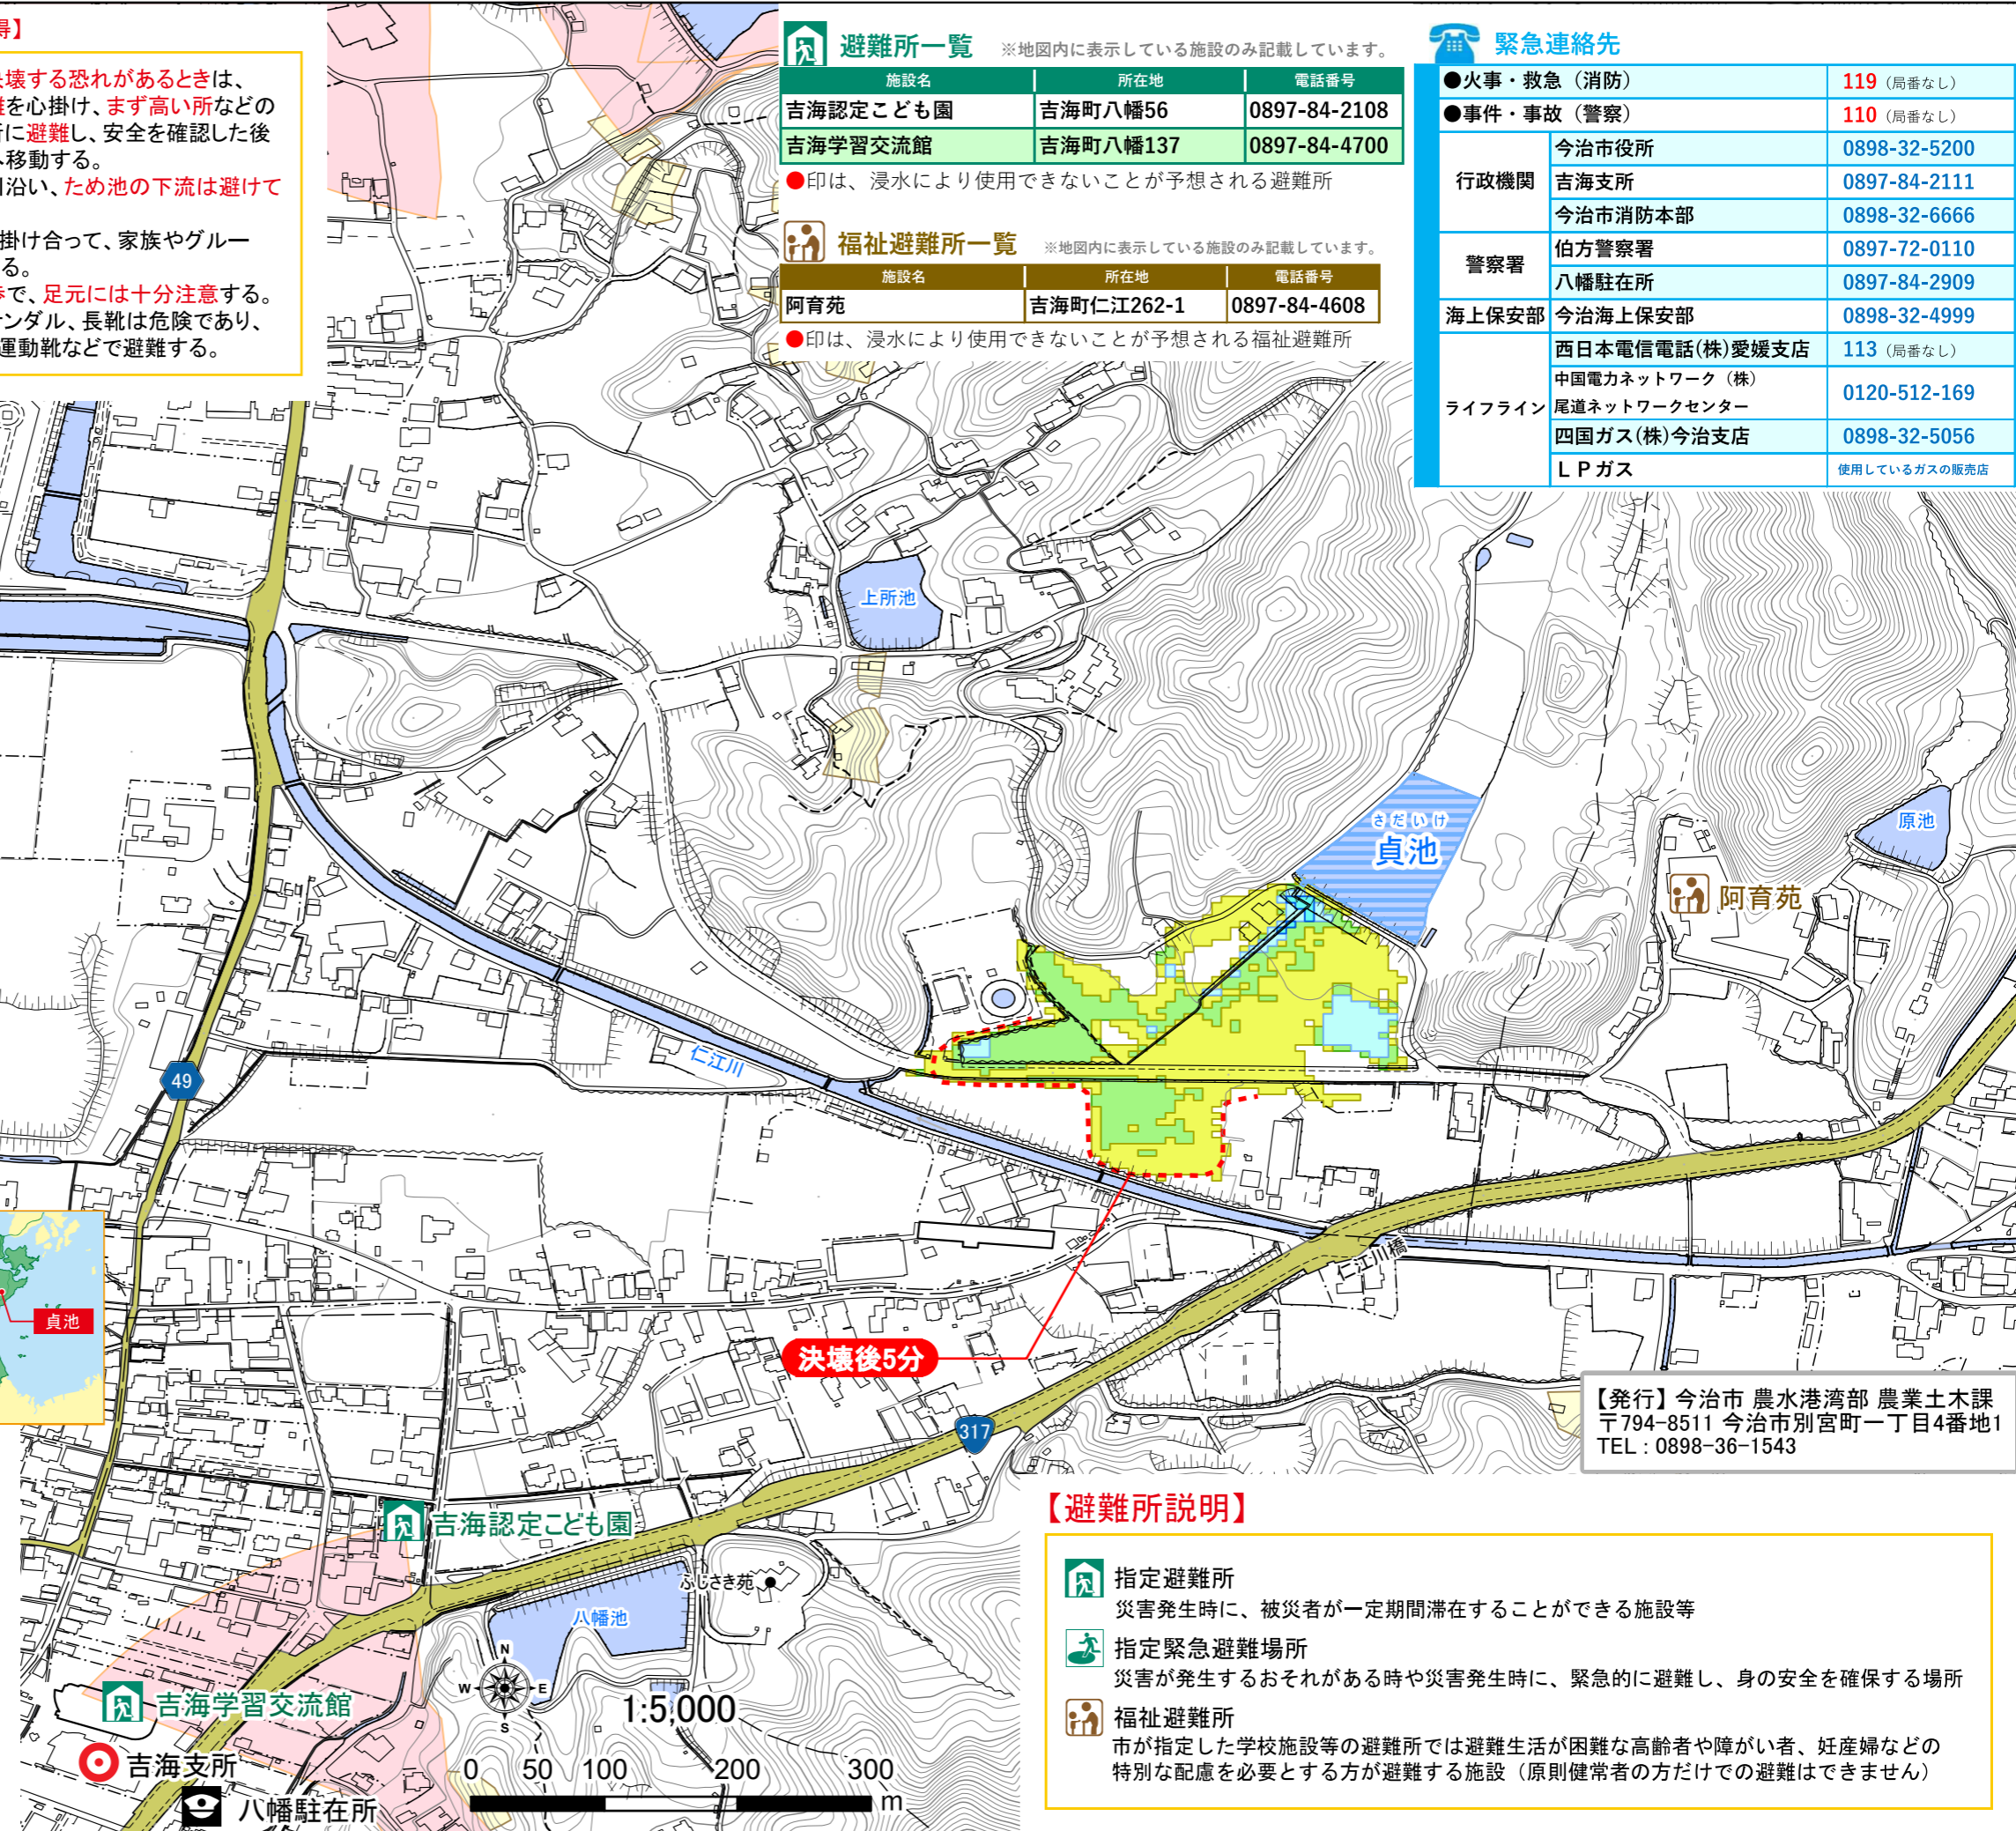 得】
決壊する恐れがあるときは、
難を心掛け、まず高い所などの
所に避難し、安全を確認した後
へ移動する。
川沿い、ため池の下流は避けて
掛け合って、家族やグルー
る。
歩で、足元には十分注意する。
サンダル、長靴は危険であり、
運動靴などで避難する。
避難所一覧 ※地図内に表示している施設のみ記載しています。
施設名 所在地 電話番号
吉海認定こども園 吉海町八幡56 0897-84-2108
吉海学習交流館 吉海町八幡137 0897-84-4700
●印は、浸水により使用できないことが予想される避難所
福祉避難所一覧 ※地図内に表示している施設のみ記載しています。
施設名 所在地 電話番号
阿育苑 吉海町仁江262-1 0897-84-4608
●印は、浸水により使用できないことが予想される福祉避難所
緊急連絡先
●火事・救急（消防） 119（局番なし）
●事件・事故（警察） 110（局番なし）
行政機関
今治市役所 0898-32-5200
吉海支所 0897-84-2111
今治市消防本部 0898-32-6666
警察署
伯方警察署 0897-72-0110
八幡駐在所 0897-84-2909
海上保安部 今治海上保安部 0898-32-4999
ライフライン
西日本電信電話(株)愛媛支店 113（局番なし）
中国電力ネットワーク（株）
尾道ネットワークセンター 0120-512-169
四国ガス(株)今治支店 0898-32-5056
ＬＰガス 使用しているガスの販売店
上所池
さだいけ
貞池
原池
阿育苑
仁江川
49
仁江川橋
貞池
決壊後5分
317
【発行】今治市 農水港湾部 農業土木課
〒794-8511 今治市別宮町一丁目4番地1
TEL：0898-36-1543
吉海認定こども園
ふじさき苑
八幡池
N
W E
S
1:5,000
0 50 100 200 300
m
吉海学習交流館
吉海支所
八幡駐在所
【避難所説明】
指定避難所
災害発生時に、被災者が一定期間滞在することができる施設等
指定緊急避難場所
災害が発生するおそれがある時や災害発生時に、緊急的に避難し、身の安全を確保する場所
福祉避難所
市が指定した学校施設等の避難所では避難生活が困難な高齢者や障がい者、妊産婦などの
特別な配慮を必要とする方が避難する施設（原則健常者の方だけでの避難はできません）